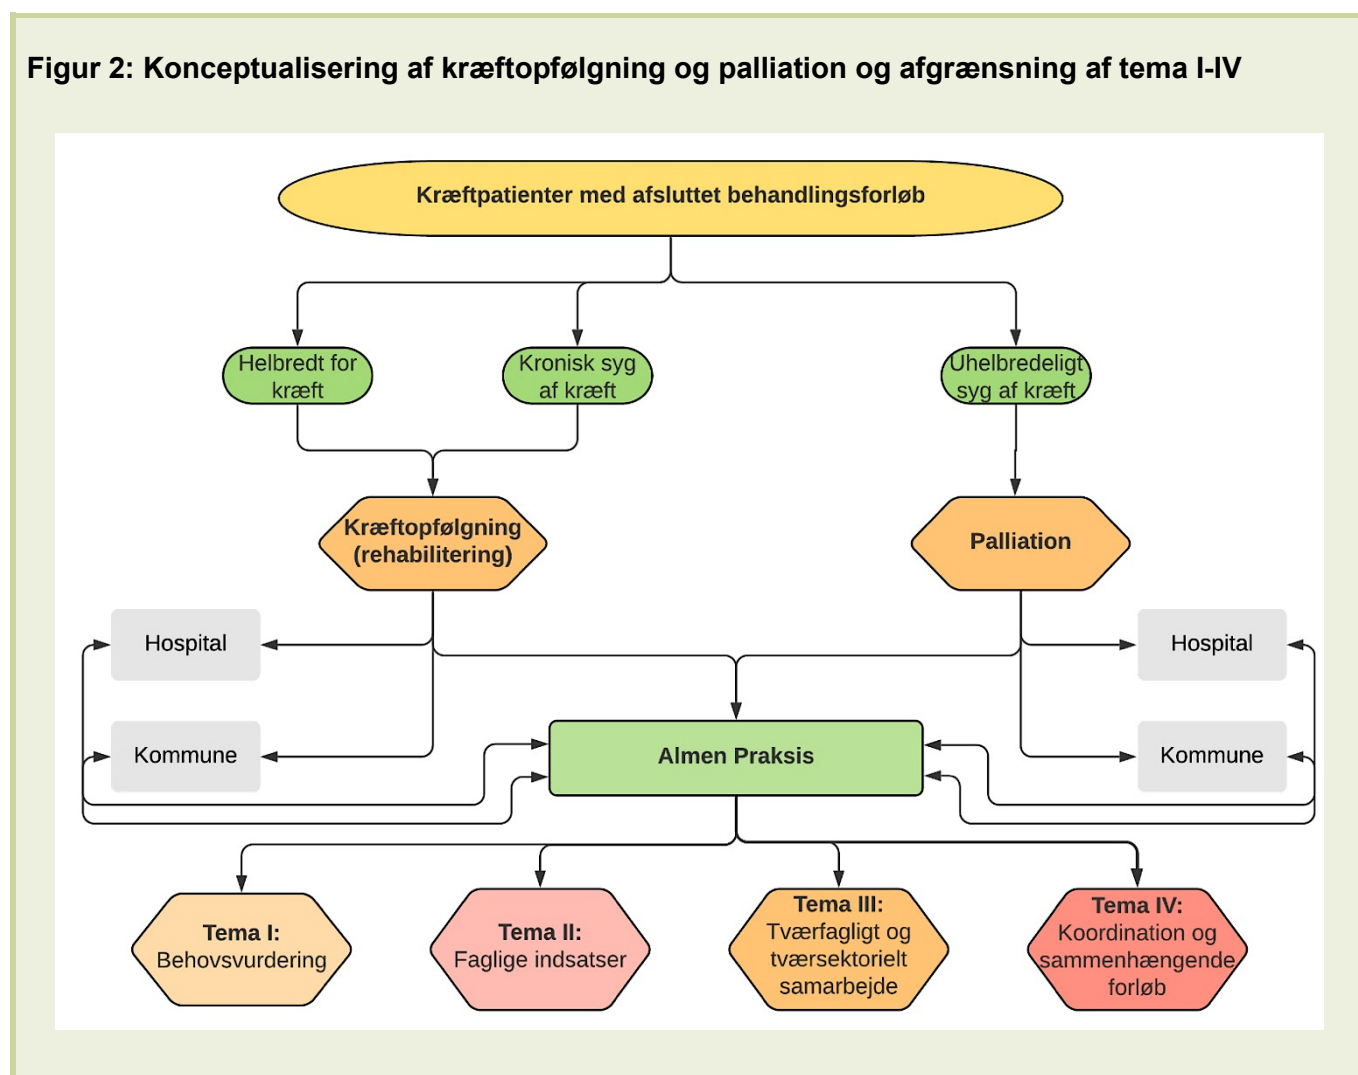 Figur 2: Konceptualisering af kræftopfølgning og palliation og afgrænsning af tema I-IV
Kræftpatienter med afsluttet behandlingsforløb
Helbredt for
kræft
Kronisk syg
af kræft
Uhelbredeligt
syg af kræft
Kræftopfølgning
(rehabilitering)
Palliation
Hospital
Hospital
Kommune
Almen Praksis
Kommune
Tema I:
Behovsvurdering
Tema II:
Faglige indsatser
Tema III:
Tværfagligt og
tværsektorielt
samarbejde
Tema IV:
Koordination og
sammenhængende
forløb